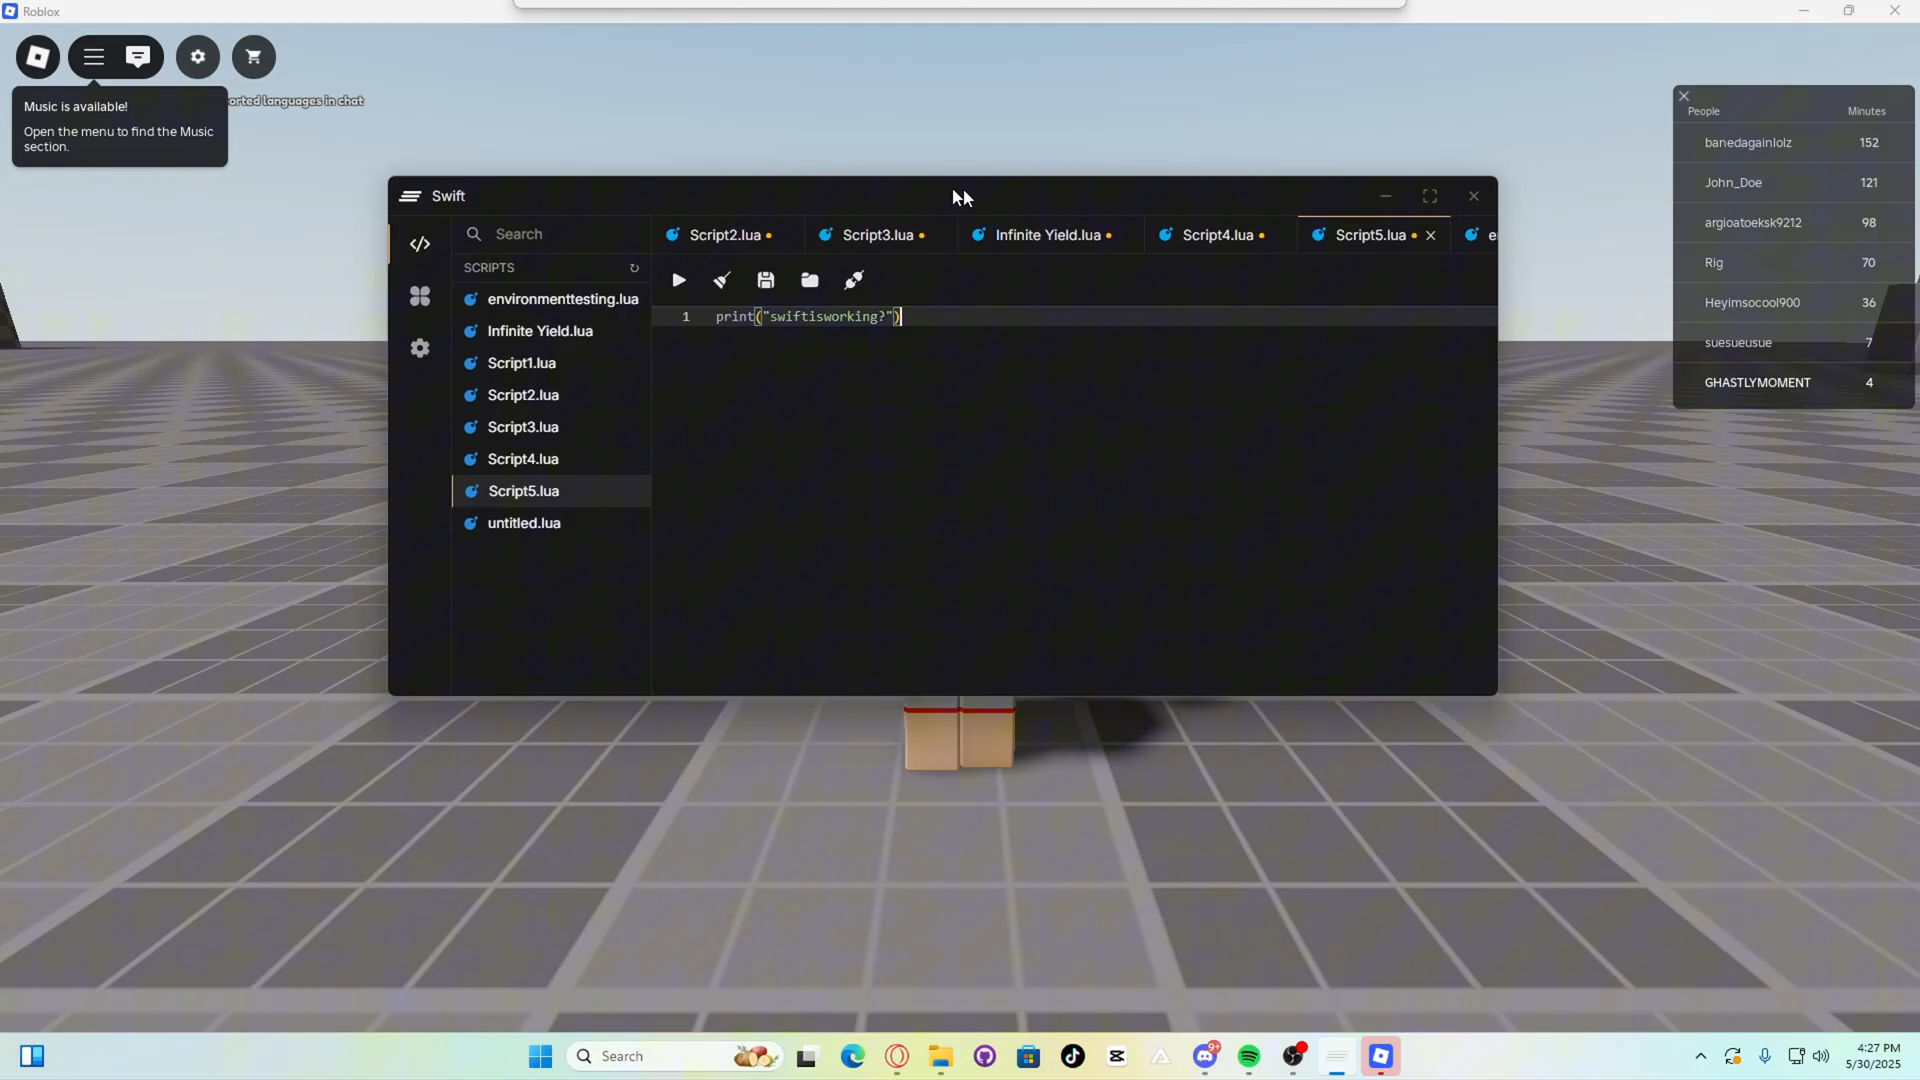 Roblox
orted languages in chat
Music is available!
Open the menu to find the Music
section.
People Minutes
banedagainlolz 152
John_Doe 121
argioatoeksk9212 98
Rig 70
Heyimsocool900 36
suesueusue 7
GHASTLYMOMENT 4
Swift
Search
Script2.lua
Script3.lua
Infinite Yield.lua
Script4.lua
Script5.lua
e
SCRIPTS
environmenttesting.lua
Infinite Yield.lua
Script1.lua
Script2.lua
Script3.lua
Script4.lua
Script5.lua
untitled.lua
1 print("swiftisworking?")
Search
9+
4:27 PM
5/30/2025